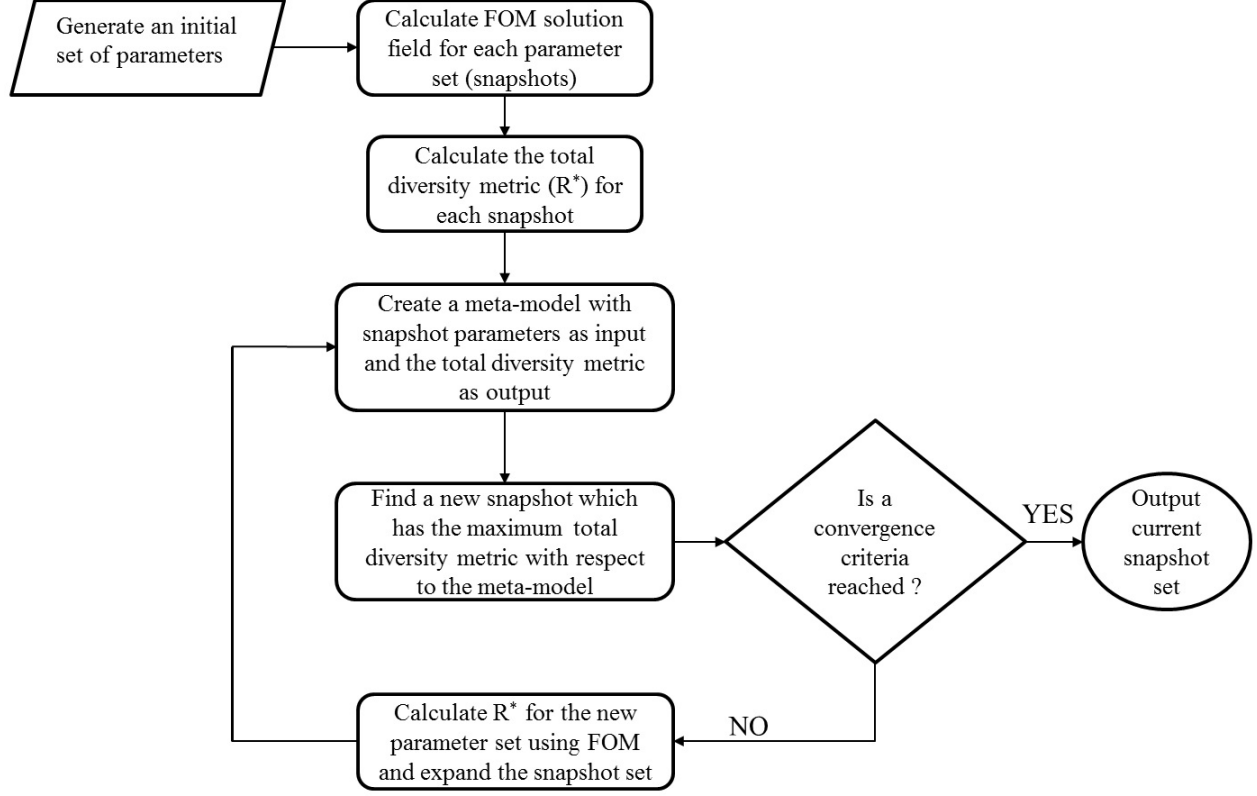 Generate an initial
set of parameters
Calculate FOM solution
field for each parameter
set (snapshots)
Calculate the total
diversity metric (R*) for
each snapshot
Create a meta-model with
snapshot parameters as input
and the total diversity metric
as output
Find a new snapshot which
has the maximum total
diversity metric with respect
to the meta-model
Is a
convergence
criteria
reached ?
YES
Output
current
snapshot
set
NO
Calculate R* for the new
parameter set using FOM
and expand the snapshot set